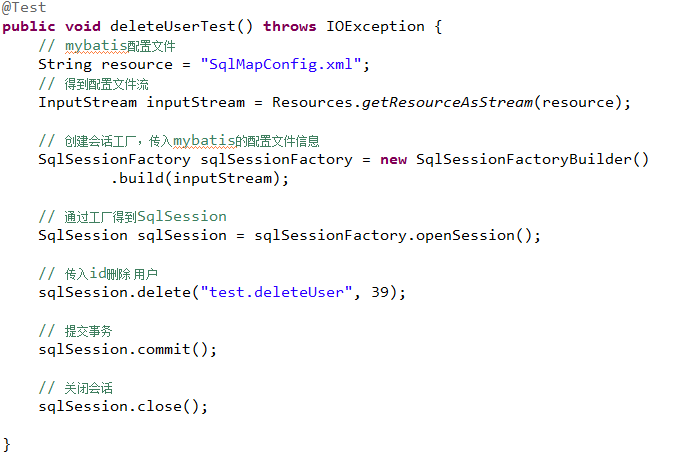 @Test
public void deleteUserTest() throws IOException {
// mybatis配置文件
String resource = "SqlMapConfig.xml";
// 得到配置文件流
InputStream inputStream = Resources.getResourceAsStream(resource);
// 创建会话工厂，传入mybatis的配置文件信息
SqlSessionFactory sqlSessionFactory = new SqlSessionFactoryBuilder()
.build(inputStream);
// 通过工厂得到SqlSession
SqlSession sqlSession = sqlSessionFactory.openSession();
// 传入id删除用户
sqlSession.delete("test.deleteUser", 39);
// 提交事务
sqlSession.commit();
// 关闭会话
sqlSession.close();
}